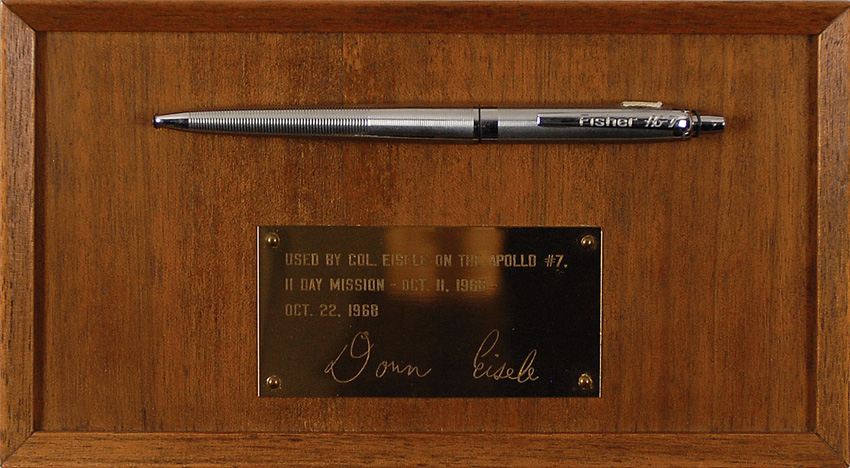 Fisher AG-7
USED BY COL. EISELE ON THE APOLLO #7.
11 DAY MISSION - OCT. 11, 1968 -
OCT. 22, 1968
Donn Eisele